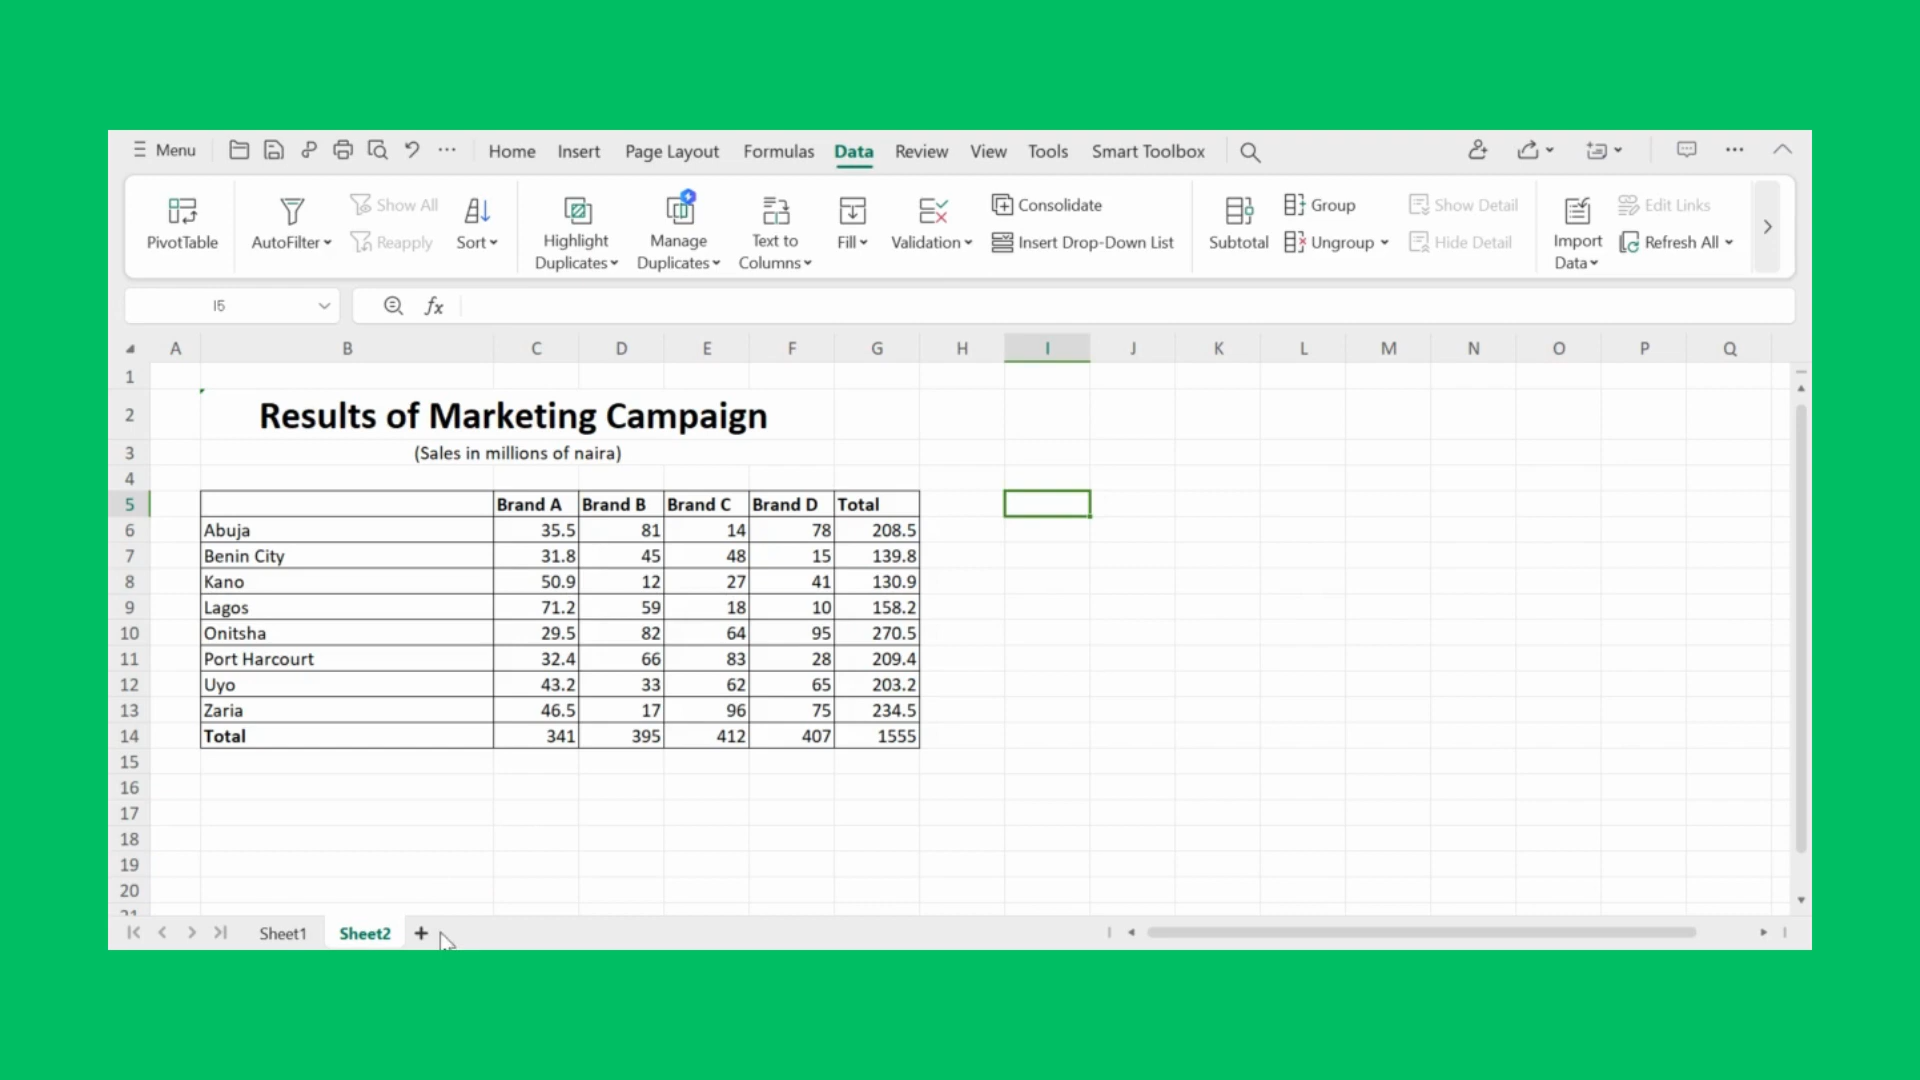 Menu Home Insert Page Layout Formulas Data Review View Tools Smart Toolbox
PivotTable AutoFilter Show All Reapply Sort Highlight Duplicates Manage Duplicates Text to Columns Fill Validation Consolidate Insert Drop-Down List Subtotal Group Ungroup Show Detail Hide Detail Import Data Edit Links Refresh All
I5 fx
A B C D E F G H I J K L M N O P Q
1
2 Results of Marketing Campaign
3 (Sales in millions of naira)
4
5 Brand A Brand B Brand C Brand D Total
6 Abuja 35.5 81 14 78 208.5
7 Benin City 31.8 45 48 15 139.8
8 Kano 50.9 12 27 41 130.9
9 Lagos 71.2 59 18 10 158.2
10 Onitsha 29.5 82 64 95 270.5
11 Port Harcourt 32.4 66 83 28 209.4
12 Uyo 43.2 33 62 65 203.2
13 Zaria 46.5 17 96 75 234.5
14 Total 341 395 412 407 1555
15
16
17
18
19
20
21
Sheet1 Sheet2 +